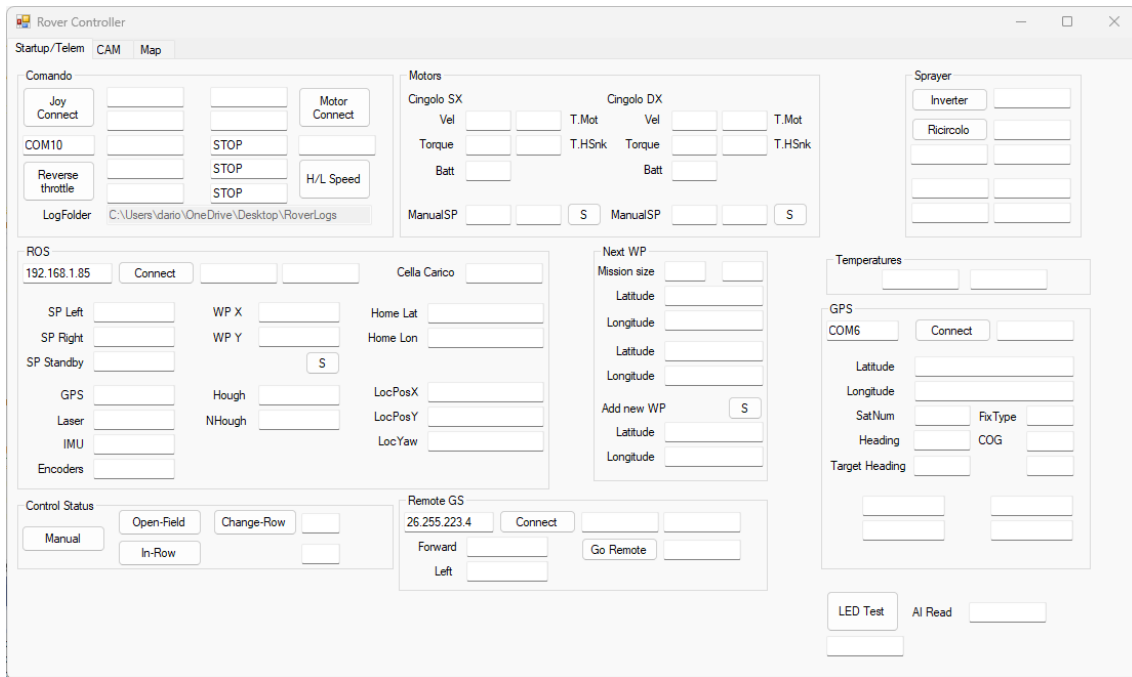 Rover Controller
Startup/Telem CAM Map
Comando
Joy Connect
Motor Connect
COM10 STOP
Reverse throttle
STOP
H/L Speed
STOP
LogFolder C:\Users\dario\OneDrive\Desktop\RoverLogs
Motors
Cingolo SX Cingolo DX
Vel T.Mot Vel T.Mot
Torque T.HSnk Torque T.HSnk
Batt Batt
ManualSP S ManualSP S
Sprayer
Inverter
Ricircolo
ROS
192.168.1.85 Connect Cella Carico
SP Left WP X Home Lat
SP Right WP Y Home Lon
SP Standby S
GPS Hough LocPosX
Laser NHough LocPosY
IMU LocYaw
Encoders
Next WP
Mission size
Latitude
Longitude
Latitude
Longitude
Add new WP S
Latitude
Longitude
Temperatures
GPS
COM6 Connect
Latitude
Longitude
SatNum FixType
Heading COG
Target Heading
Control Status
Manual Open-Field Change-Row
In-Row
Remote GS
26.255.223.4 Connect
Forward Go Remote
Left
LED Test AI Read